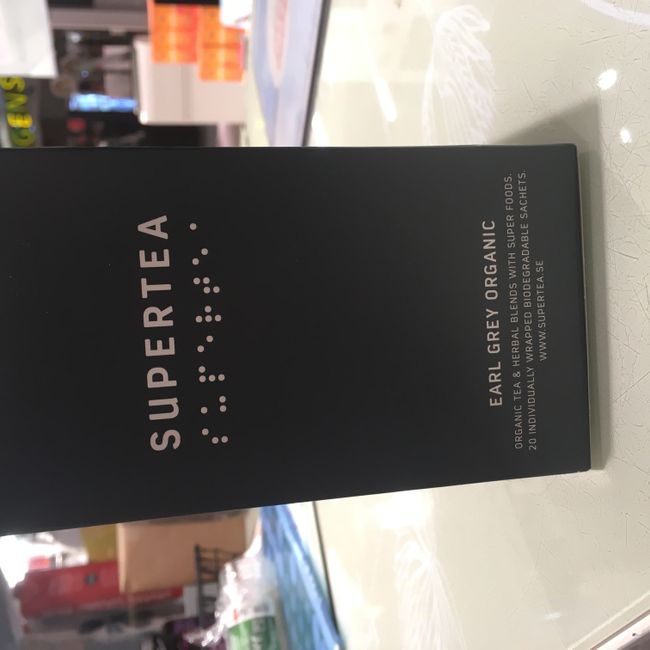 SUPERTEA
⠎⠥⠏⠑⠗⠞⠑⠁
EARL GREY ORGANIC
ORGANIC TEA & HERBAL BLENDS WITH SUPER FOODS.
20 INDIVIDUALLY WRAPPED BIODEGRADABLE SACHETS.
WWW.SUPERTEA.SE
GENS